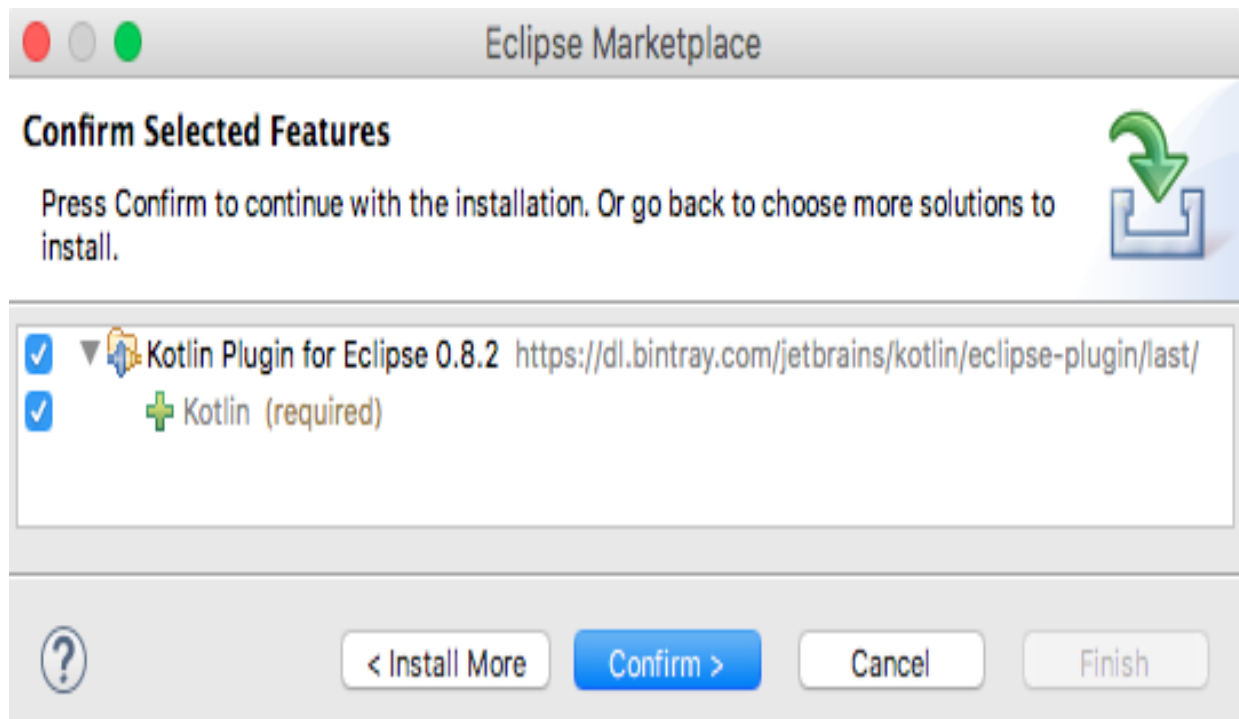 Eclipse Marketplace
Confirm Selected Features
Press Confirm to continue with the installation. Or go back to choose more solutions to
install.
Kotlin Plugin for Eclipse 0.8.2 https://dl.bintray.com/jetbrains/kotlin/eclipse-plugin/last/
Kotlin (required)
? < Install More Confirm > Cancel Finish